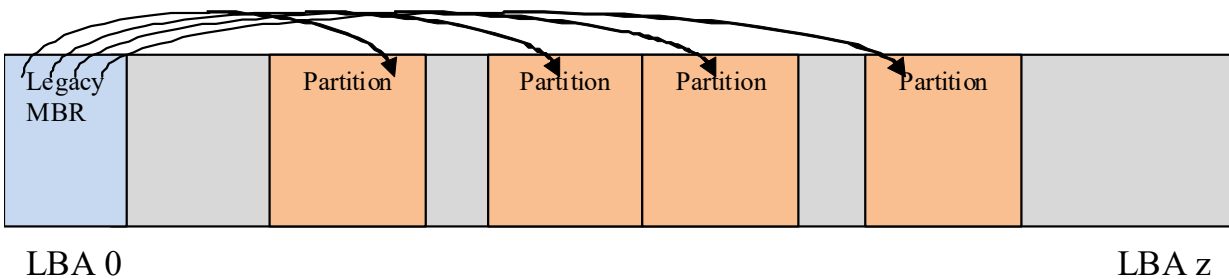 Legacy
MBR
Partition
Partition
Partition
Partition
LBA 0
LBA z